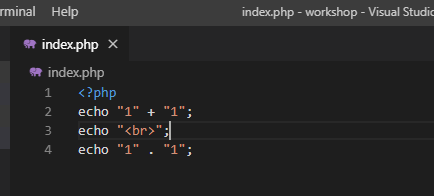 rminal Help index.php - workshop - Visual Studio
index.php ×
index.php
1 <?php
2 echo "1" + "1";
3 echo "<br>";
4 echo "1" . "1";